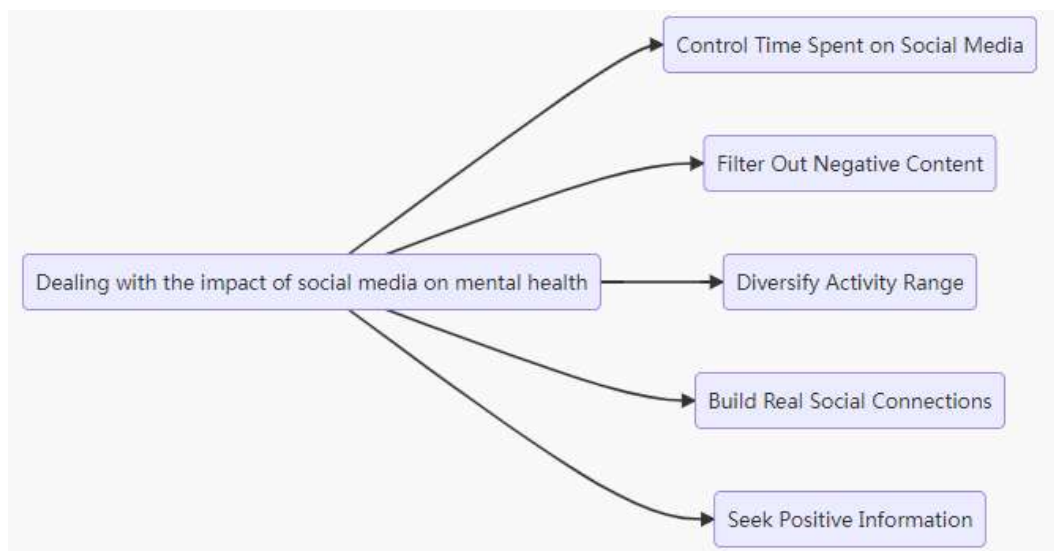 Control Time Spent on Social Media
Filter Out Negative Content
Dealing with the impact of social media on mental health
Diversify Activity Range
Build Real Social Connections
Seek Positive Information